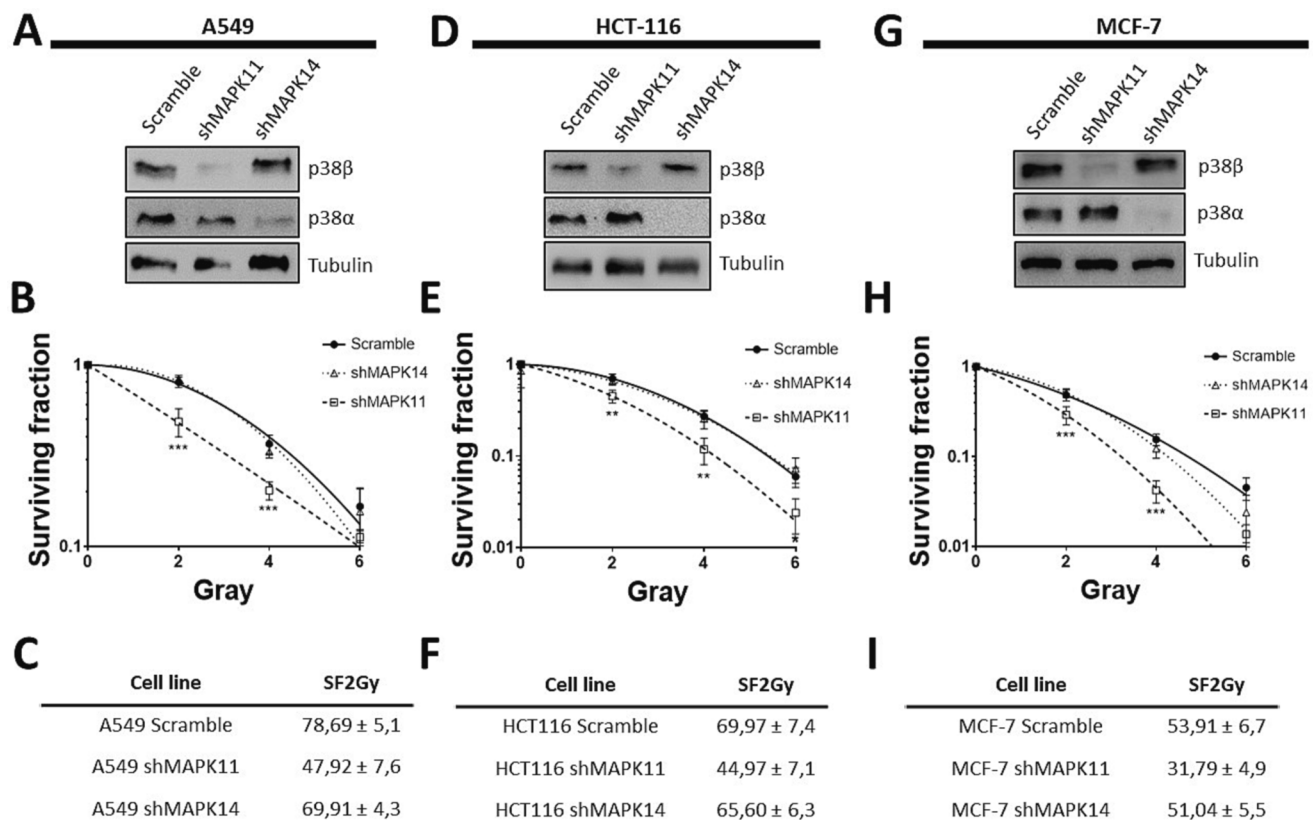 A
A549
Scramble
shMAPK11
shMAPK14
p38β
p38α
Tubulin
B
Surviving fraction
1
0.1
0
2
4
6
Gray
Scramble
shMAPK14
shMAPK11
***
***
C
Cell line SF2Gy
A549 Scramble 78,69 ± 5,1
A549 shMAPK11 47,92 ± 7,6
A549 shMAPK14 69,91 ± 4,3
D
HCT-116
Scramble
shMAPK11
shMAPK14
p38β
p38α
Tubulin
E
Surviving fraction
1
0.1
0.01
0
2
4
6
Gray
Scramble
shMAPK14
shMAPK11
**
**
*
F
Cell line SF2Gy
HCT116 Scramble 69,97 ± 7,4
HCT116 shMAPK11 44,97 ± 7,1
HCT116 shMAPK14 65,60 ± 6,3
G
MCF-7
Scramble
shMAPK11
shMAPK14
p38β
p38α
Tubulin
H
Surviving fraction
1
0.1
0.01
0
2
4
6
Gray
Scramble
shMAPK14
shMAPK11
***
***
I
Cell line SF2Gy
MCF-7 Scramble 53,91 ± 6,7
MCF-7 shMAPK11 31,79 ± 4,9
MCF-7 shMAPK14 51,04 ± 5,5